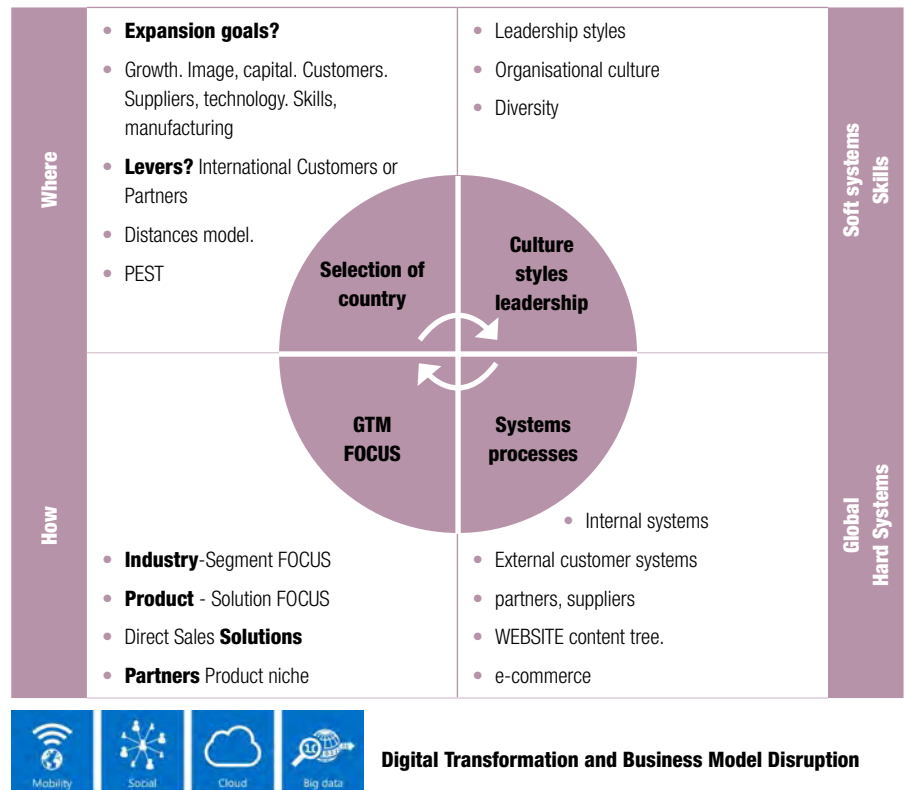 Where
Expansion goals?
Growth. Image, capital. Customers.
Suppliers, technology. Skills,
manufacturing
Levers? International Customers or
Partners
Distances model.
PEST
Leadership styles
Organisational culture
Diversity
Soft systems
Skills
Selection of
country
Culture
styles
leadership
GTM
FOCUS
Systems
processes
How
Industry-Segment FOCUS
Product - Solution FOCUS
Direct Sales Solutions
Partners Product niche
Internal systems
External customer systems
partners, suppliers
WEBSITE content tree.
e-commerce
Global
Hard Systems
Mobility
Social
Cloud
Big data
Digital Transformation and Business Model Disruption